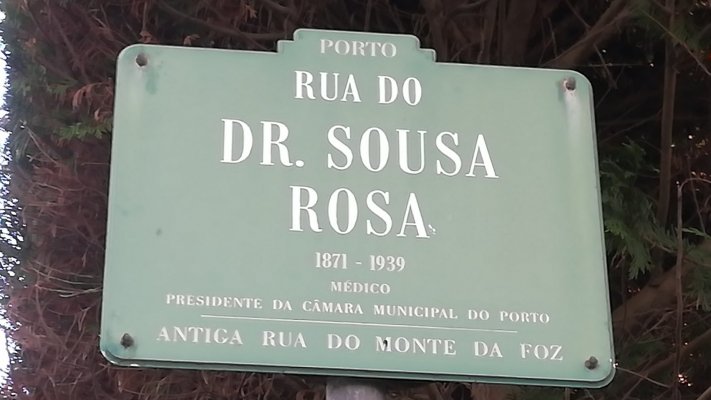 PORTO
RUA DO
DR. SOUSA
ROSA
1871 - 1939
MÉDICO
PRESIDENTE DA CÂMARA MUNICIPAL DO PORTO
ANTIGA RUA DO MONTE DA FOZ